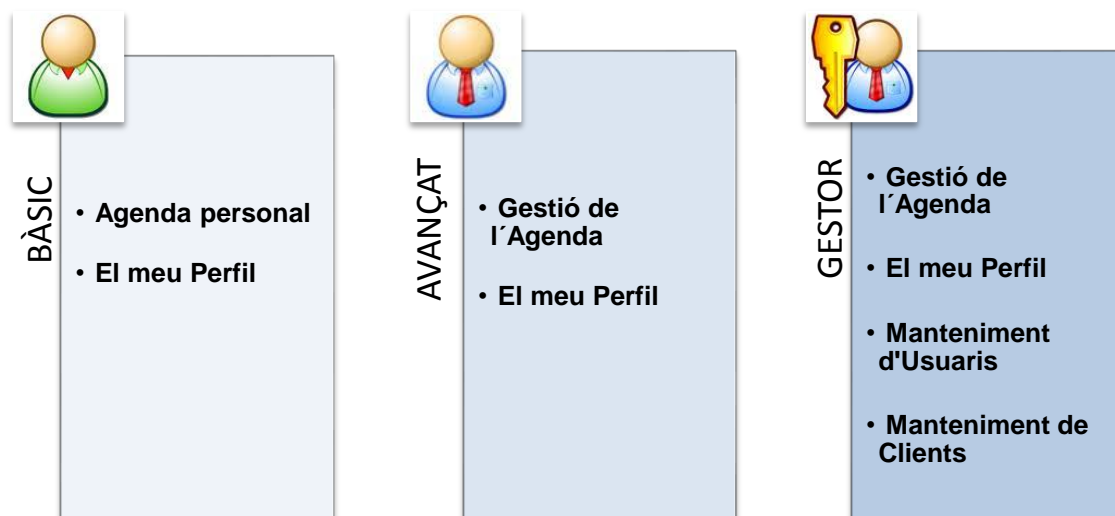 BÀSIC
• Agenda personal
• El meu Perfil
AVANÇAT
• Gestió de
l´Agenda
• El meu Perfil
GESTOR
• Gestió de
l´Agenda
• El meu Perfil
• Manteniment
d'Usuaris
• Manteniment de
Clients